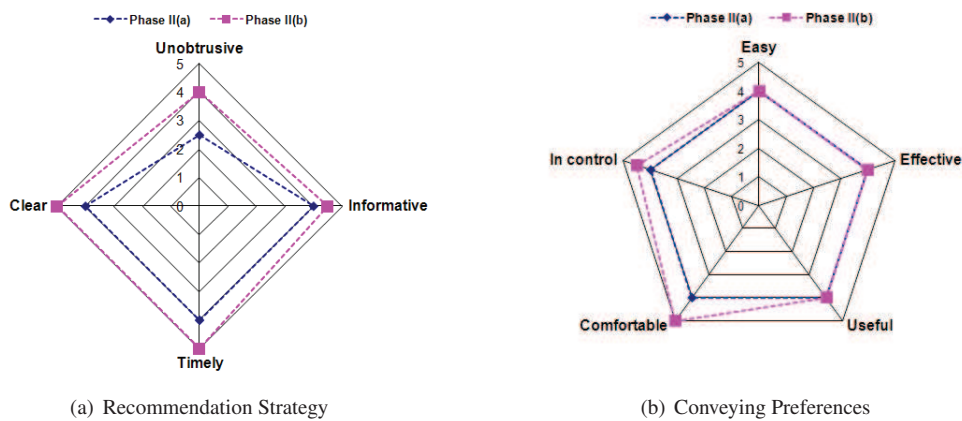 Phase II(a) Phase II(b)
Unobtrusive
5
4
3
2
1
0
Clear
Informative
Timely
(a) Recommendation Strategy
Phase II(a) Phase II(b)
Easy
5
4
3
2
1
0
In control
Effective
Comfortable
Useful
(b) Conveying Preferences